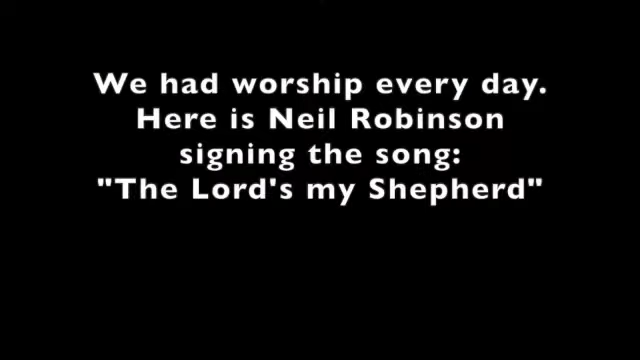 We had worship every day.
Here is Neil Robinson
signing the song:
"The Lord's my Shepherd"